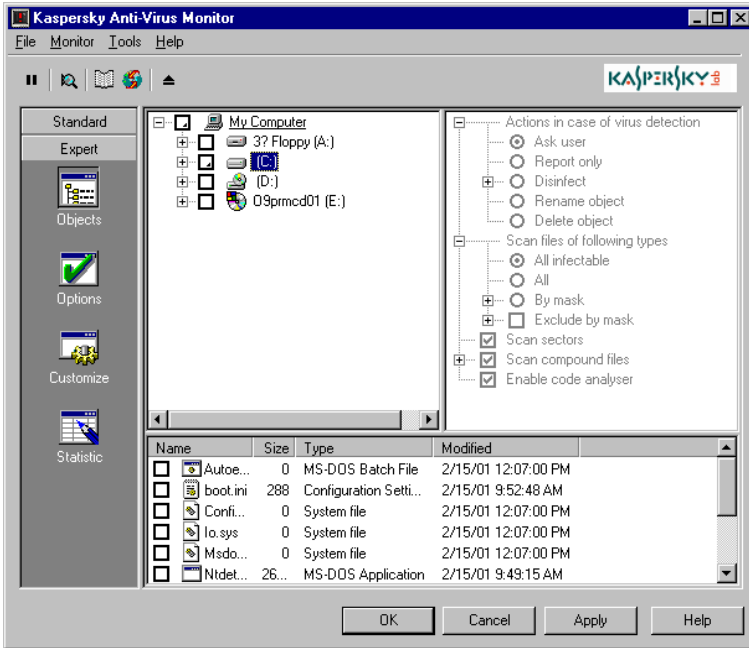 Kaspersky Anti-Virus Monitor
File Monitor Tools Help
KASPERSKY lab
Standard
Expert
Objects
Options
Customize
Statistic
My Computer
3? Floppy (A:)
(C:)
(D:)
09prmcd01 (E:)
Actions in case of virus detection
Ask user
Report only
Disinfect
Rename object
Delete object
Scan files of following types
All infectable
All
By mask
Exclude by mask
Scan sectors
Scan compound files
Enable code analyser
Name Size Type Modified
Autoe... 0 MS-DOS Batch File 2/15/01 12:07:00 PM
boot.ini 288 Configuration Setti... 2/15/01 9:52:48 AM
Confi... 0 System file 2/15/01 12:07:00 PM
Io.sys 0 System file 2/15/01 12:07:00 PM
Msdo... 0 System file 2/15/01 12:07:00 PM
Ntdet... 26... MS-DOS Application 2/15/01 9:49:15 AM
OK Cancel Apply Help